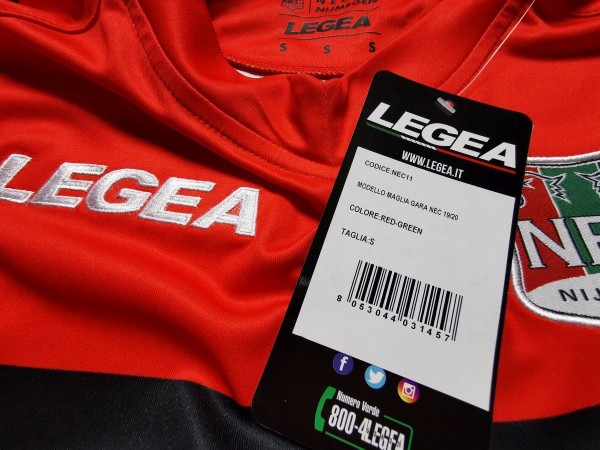 NIJMEGEN
LEGEA
S S S
LEGEA
LEGEA
WWW.LEGEA.IT
CODICE:NEC11
MODELLO:MAGLIA GARA NEC 19/20
COLORE:RED-GREEN
TAGLIA:S
8 053044 031457
Numero Verde
800-4LEGEA
NE
NIJ